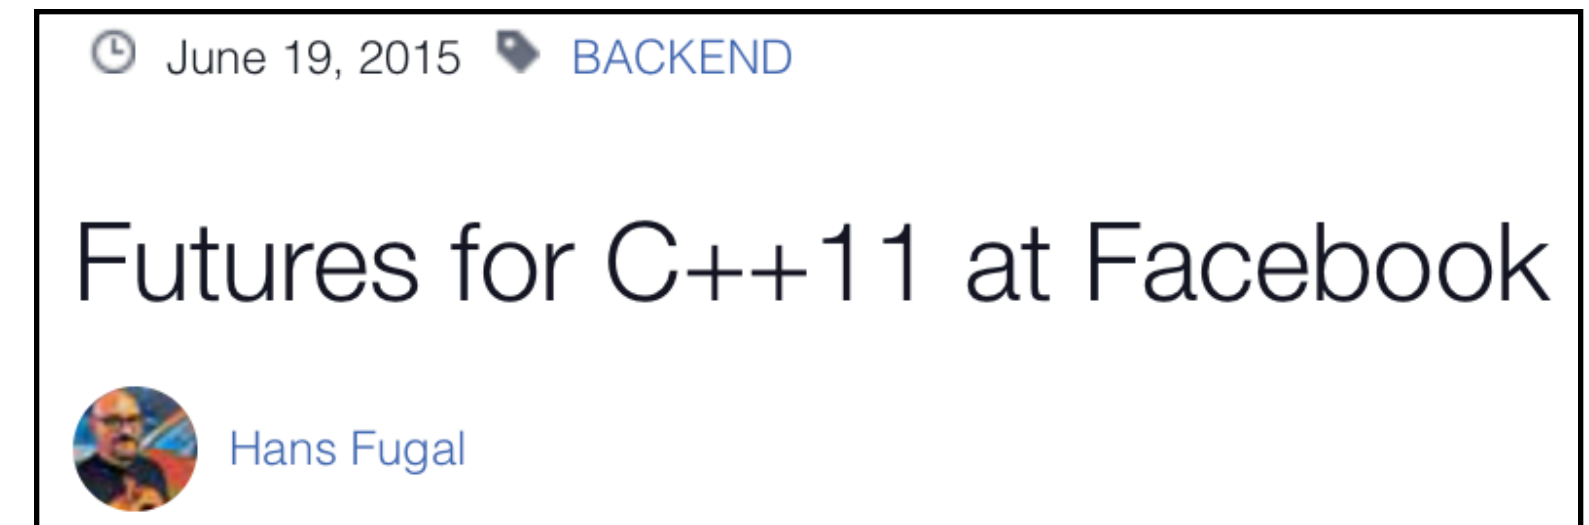 June 19, 2015 BACKEND
Futures for C++11 at Facebook
Hans Fugal